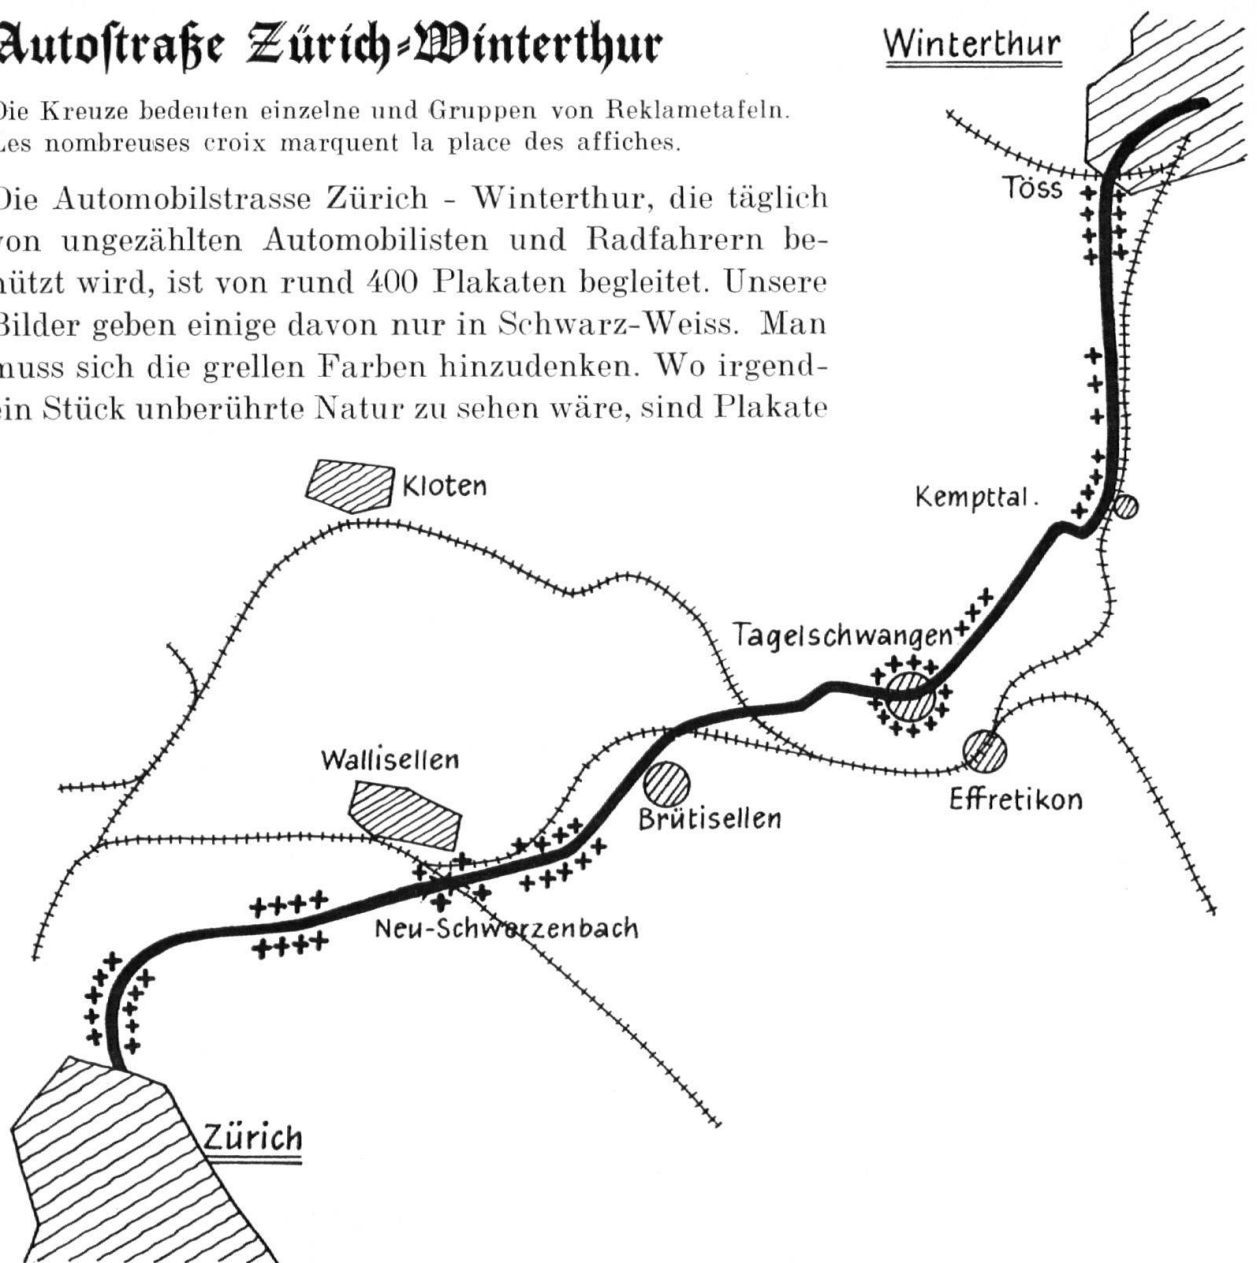 Autoſtraße Zürich=Winterthur
Die Kreuze bedeuten einzelne und Gruppen von Reklametafeln.
Les nombreuses croix marquent la place des affiches.
Die Automobilstrasse Zürich - Winterthur, die täglich
von ungezählten Automobilisten und Radfahrern be-
nützt wird, ist von rund 400 Plakaten begleitet. Unsere
Bilder geben einige davon nur in Schwarz-Weiss. Man
muss sich die grellen Farben hinzudenken. Wo irgend-
ein Stück unberührte Natur zu sehen wäre, sind Plakate
Winterthur
Töss
Kloten
Kempttal.
Tagelschwangen
Wallisellen
Effretikon
Brütisellen
Neu-Schwarzenbach
Zürich